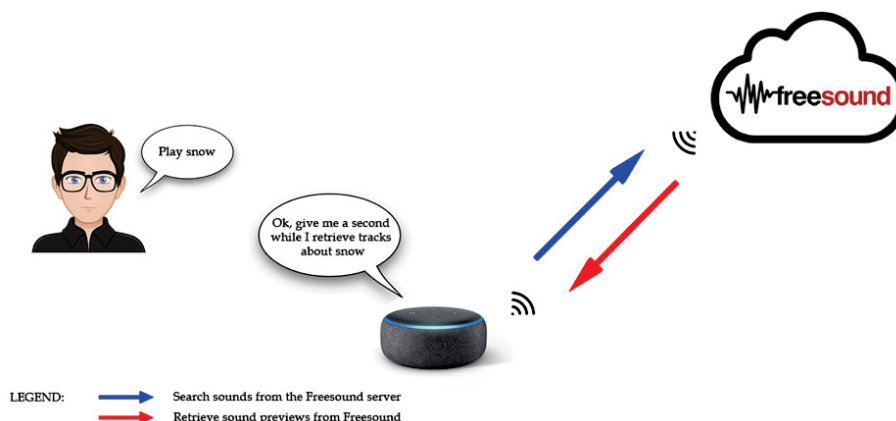 freesound
Play snow
Ok, give me a second
while I retrieve tracks
about snow
LEGEND:
Search sounds from the Freesound server
Retrieve sound previews from Freesound